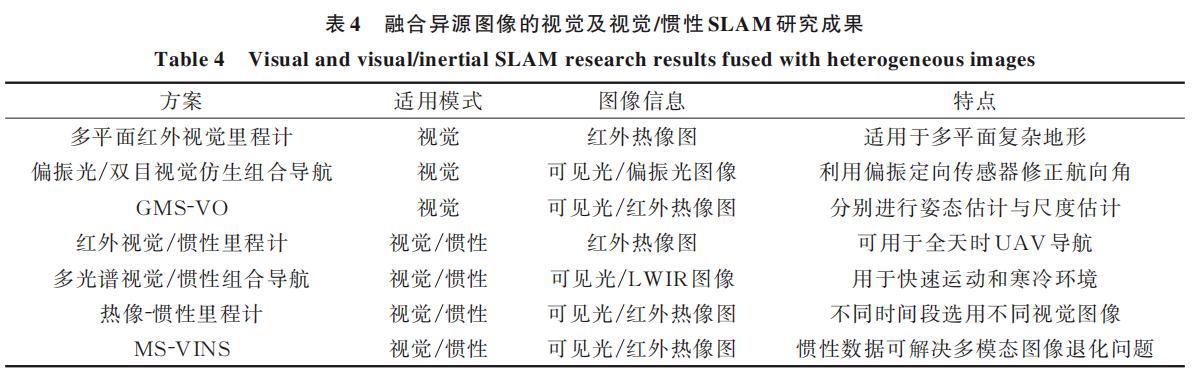 表4 融合异源图像的视觉及视觉/惯性SLAM研究成果
Table 4 Visual and visual/inertial SLAM research results fused with heterogeneous images
方案 适用模式 图像信息 特点
多平面红外视觉里程计 视觉 红外热像图 适用于多平面复杂地形
偏振光/双目视觉仿生组合导航 视觉 可见光/偏振光图像 利用偏振定向传感器修正航向角
GMS-VO 视觉 可见光/红外热像图 分别进行姿态估计与尺度估计
红外视觉/惯性里程计 视觉/惯性 红外热像图 可用于全天时UAV导航
多光谱视觉/惯性组合导航 视觉/惯性 可见光/LWIR图像 用于快速运动和寒冷环境
热像-惯性里程计 视觉/惯性 可见光/红外热像图 不同时间段选用不同视觉图像
MS-VINS 视觉/惯性 可见光/红外热像图 惯性数据可解决多模态图像退化问题